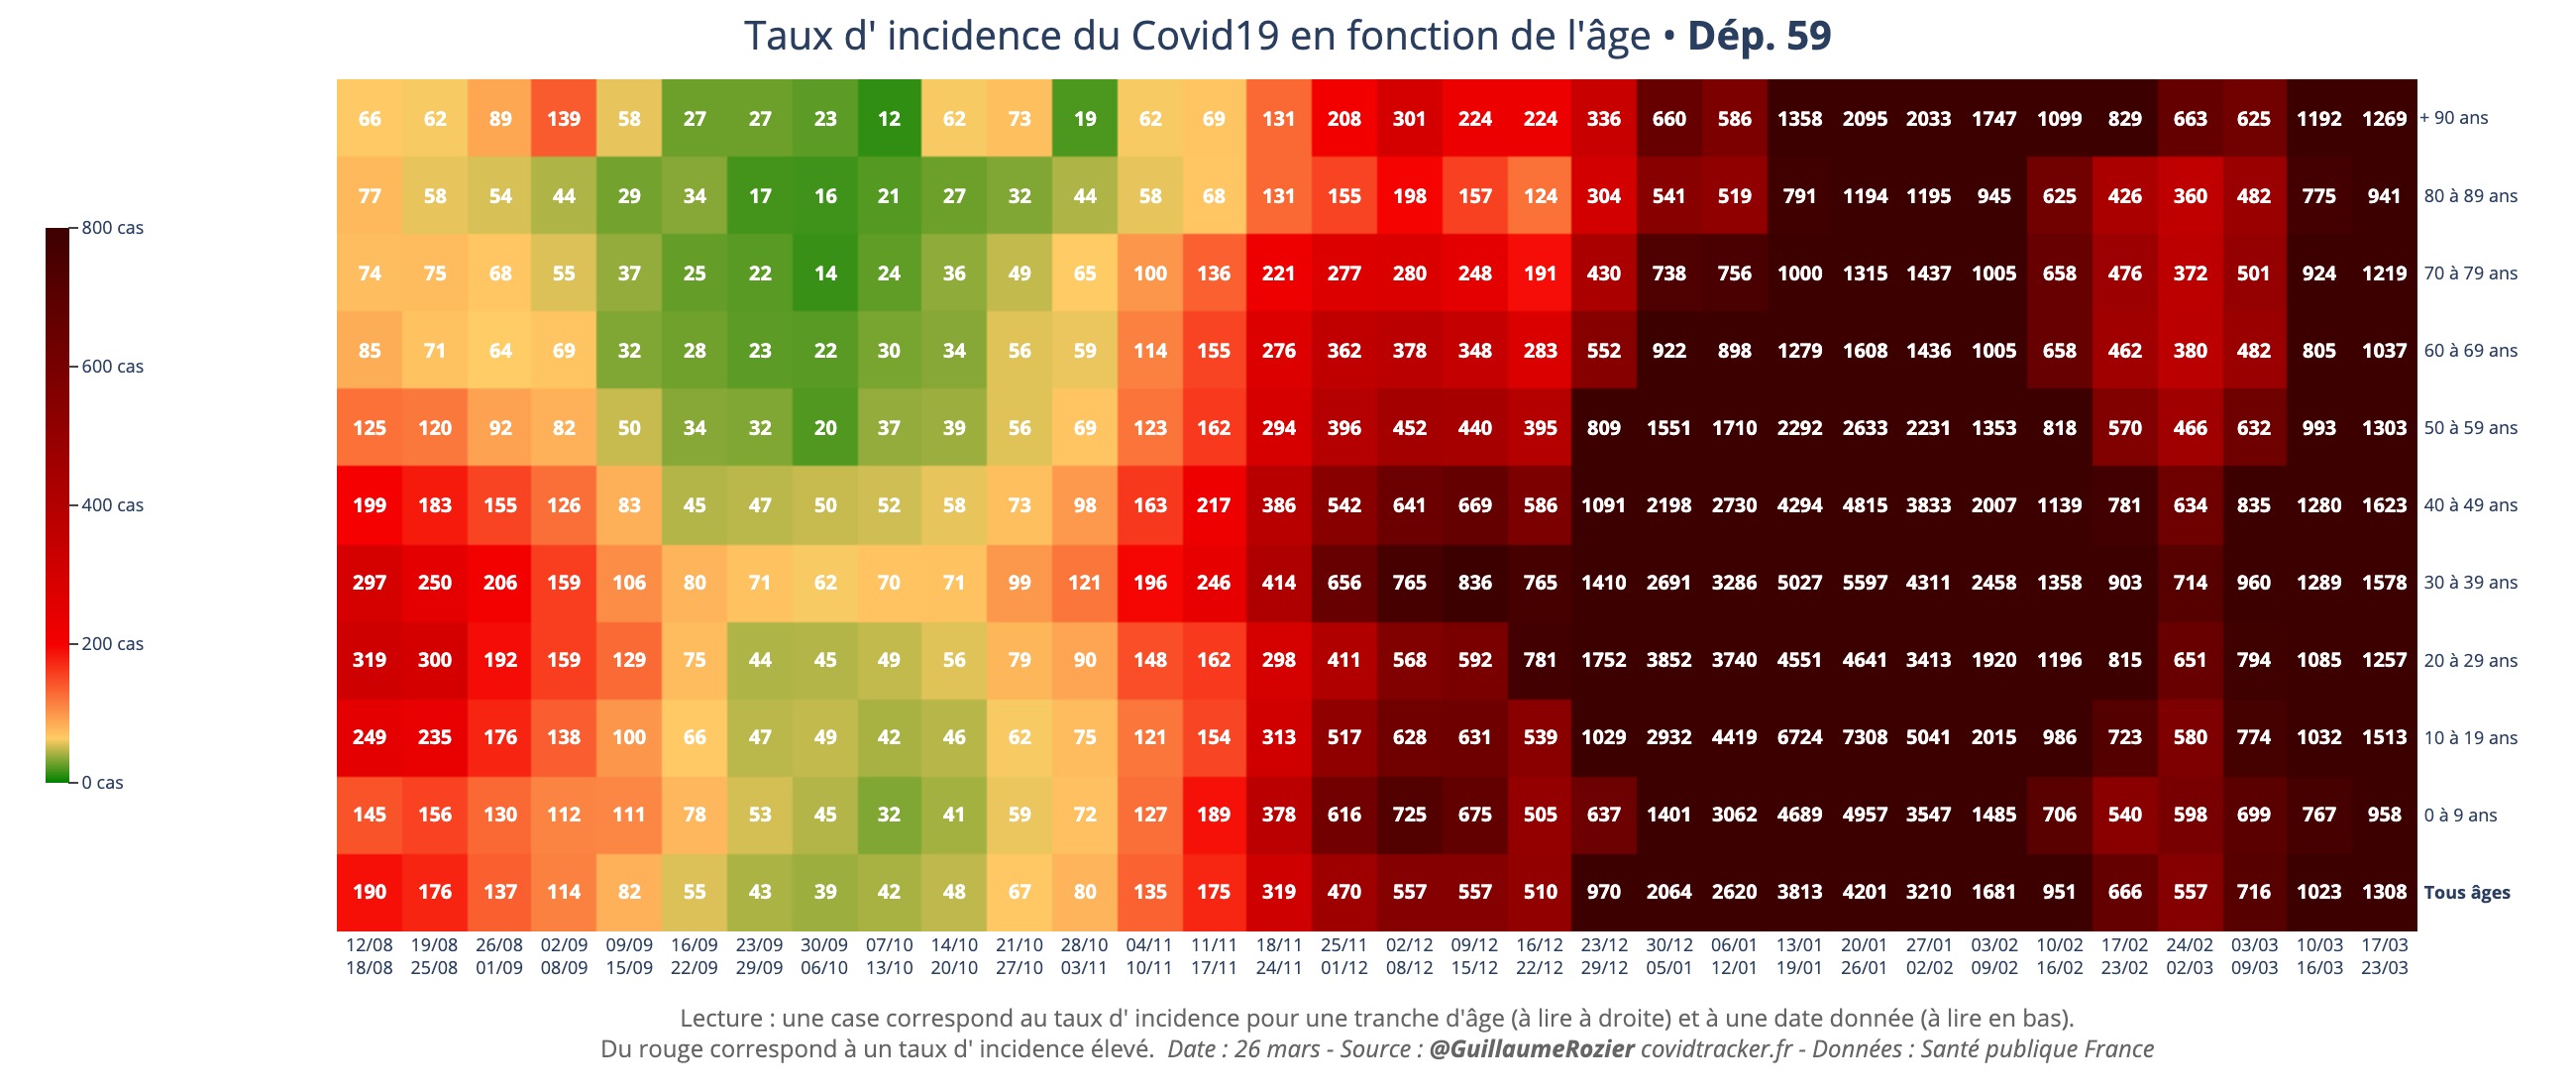 Taux d' incidence du Covid19 en fonction de l'âge • Dép. 59
800 cas
600 cas
400 cas
200 cas
0 cas
66 62 89 139 58 27 27 23 12 62 73 19 62 69 131 208 301 224 224 336 660 586 1358 2095 2033 1747 1099 829 663 625 1192 1269 + 90 ans
77 58 54 44 29 34 17 16 21 27 32 44 58 68 131 155 198 157 124 304 541 519 791 1194 1195 945 625 426 360 482 775 941 80 à 89 ans
74 75 68 55 37 25 22 14 24 36 49 65 100 136 221 277 280 248 191 430 738 756 1000 1315 1437 1005 658 476 372 501 924 1219 70 à 79 ans
85 71 64 69 32 28 23 22 30 34 56 59 114 155 276 362 378 348 283 552 922 898 1279 1608 1436 1005 658 462 380 482 805 1037 60 à 69 ans
125 120 92 82 50 34 32 20 37 39 56 69 123 162 294 396 452 440 395 809 1551 1710 2292 2633 2231 1353 818 570 466 632 993 1303 50 à 59 ans
199 183 155 126 83 45 47 50 52 58 73 98 163 217 386 542 641 669 586 1091 2198 2730 4294 4815 3833 2007 1139 781 634 835 1280 1623 40 à 49 ans
297 250 206 159 106 80 71 62 70 71 99 121 196 246 414 656 765 836 765 1410 2691 3286 5027 5597 4311 2458 1358 903 714 960 1289 1578 30 à 39 ans
319 300 192 159 129 75 44 45 49 56 79 90 148 162 298 411 568 592 781 1752 3852 3740 4551 4641 3413 1920 1196 815 651 794 1085 1257 20 à 29 ans
249 235 176 138 100 66 47 49 42 46 62 75 121 154 313 517 628 631 539 1029 2932 4419 6724 7308 5041 2015 986 723 580 774 1032 1513 10 à 19 ans
145 156 130 112 111 78 53 45 32 41 59 72 127 189 378 616 725 675 505 637 1401 3062 4689 4957 3547 1485 706 540 598 699 767 958 0 à 9 ans
190 176 137 114 82 55 43 39 42 48 67 80 135 175 319 470 557 557 510 970 2064 2620 3813 4201 3210 1681 951 666 557 716 1023 1308 Tous âges
12/08 19/08 26/08 02/09 09/09 16/09 23/09 30/09 07/10 14/10 21/10 28/10 04/11 11/11 18/11 25/11 02/12 09/12 16/12 23/12 30/12 06/01 13/01 20/01 27/01 03/02 10/02 17/02 24/02 03/03 10/03 17/03
18/08 25/08 01/09 08/09 15/09 22/09 29/09 06/10 13/10 20/10 27/10 03/11 10/11 17/11 24/11 01/12 08/12 15/12 22/12 29/12 05/01 12/01 19/01 26/01 02/02 09/02 16/02 23/02 02/03 09/03 16/03 23/03
Lecture : une case correspond au taux d' incidence pour une tranche d'âge (à lire à droite) et à une date donnée (à lire en bas).
Du rouge correspond à un taux d' incidence élevé. Date : 26 mars - Source : @GuillaumeRozier covidtracker.fr - Données : Santé publique France